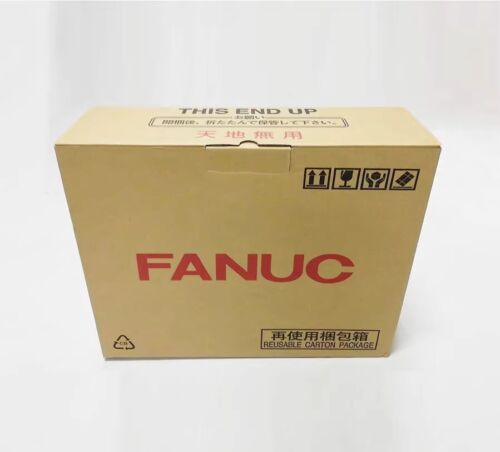 THIS END UP
お願い
開梱後、折たたんで保管して下さい。
天地無用
FANUC
再使用梱包箱
REUSABLE CARTON PACKAGE